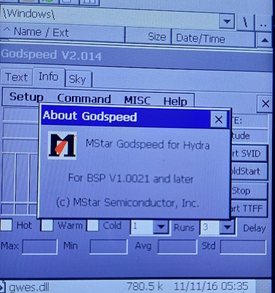 \Windows\
\
..
Name / Ext Size Date/Time
Godspeed V2.014
Text Info Sky
Setup Command MISC Help
About Godspeed
MStar Godspeed for Hydra
For BSP V1.0021 and later
(c) MStar Semiconductor, Inc.
TE:
tude
rt SVID
oldStart
Stop
rt TTFF
Hot Warm Cold 1 Runs 3 Delay
Max Min Avg Std
gwes.dll 780.5 k 11/11/16 05:35